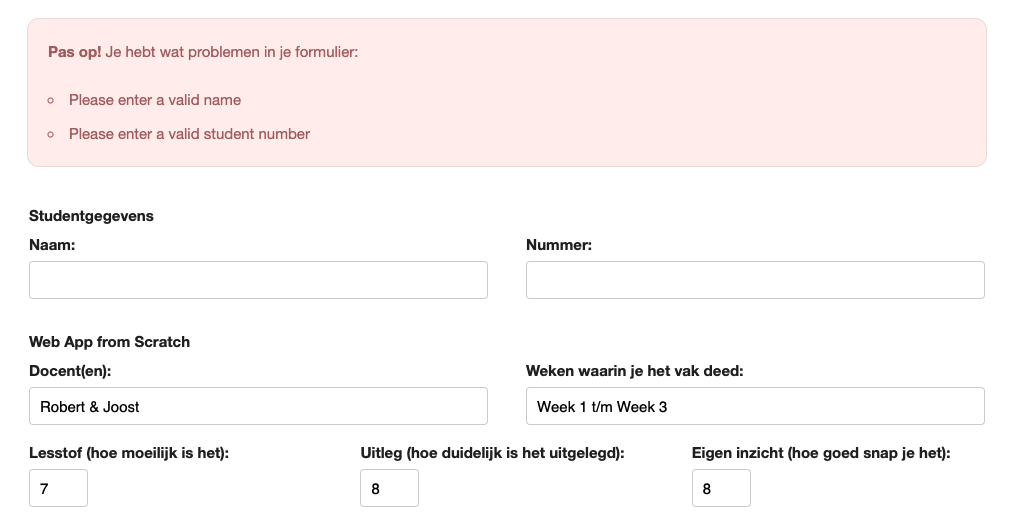 Pas op! Je hebt wat problemen in je formulier:
Please enter a valid name
Please enter a valid student number
Studentgegevens
Naam:
Nummer:
Web App from Scratch
Docent(en):
Weken waarin je het vak deed:
Robert & Joost
Week 1 t/m Week 3
Lesstof (hoe moeilijk is het):
Uitleg (hoe duidelijk is het uitgelegd):
Eigen inzicht (hoe goed snap je het):
7
8
8